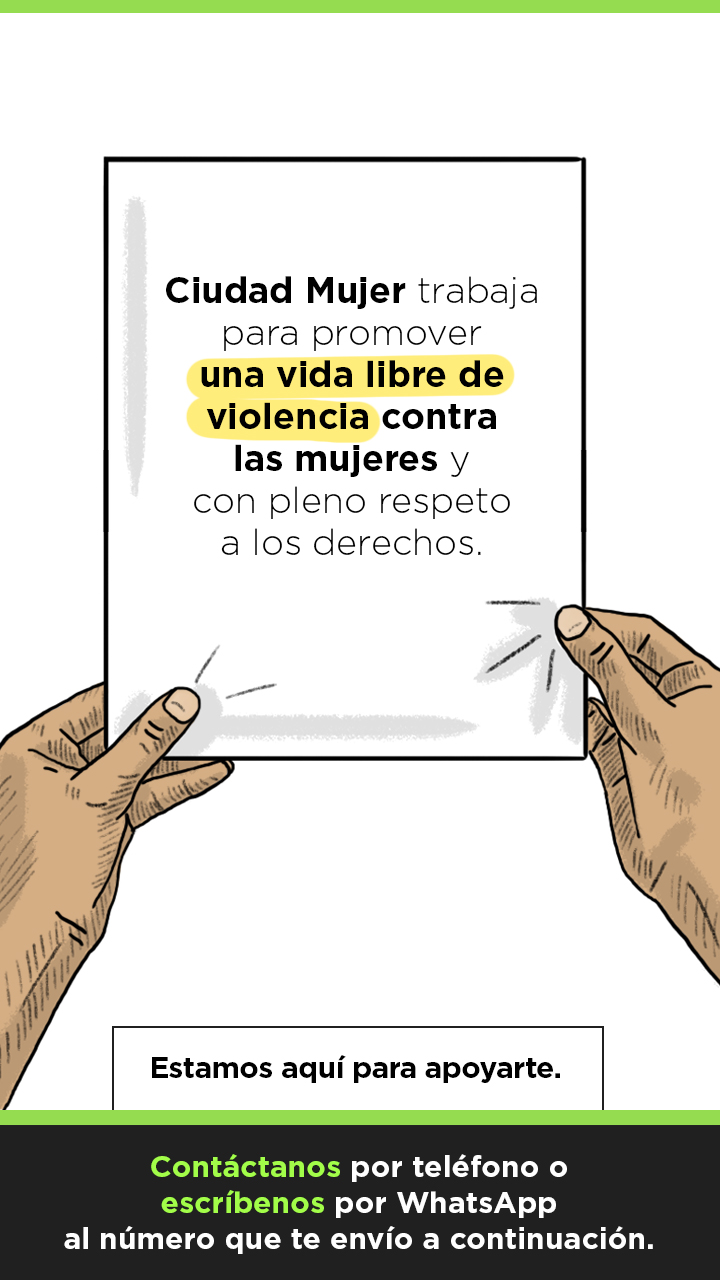 Ciudad Mujer trabaja
para promover
una vida libre de
violencia contra
las mujeres y
con pleno respeto
a los derechos.
Estamos aquí para apoyarte.
Contáctanos por teléfono o
escríbenos por WhatsApp
al número que te envío a continuación.